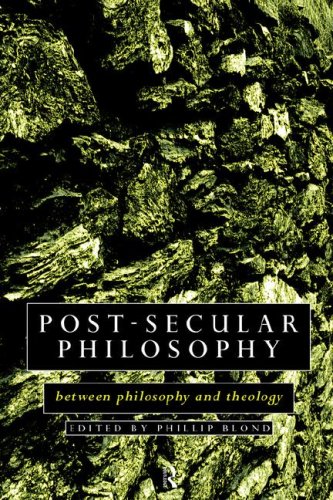 POST-SECULAR
PHILOSOPHY
between philosophy and theology
EDITED BY PHILLIP BLOND
R